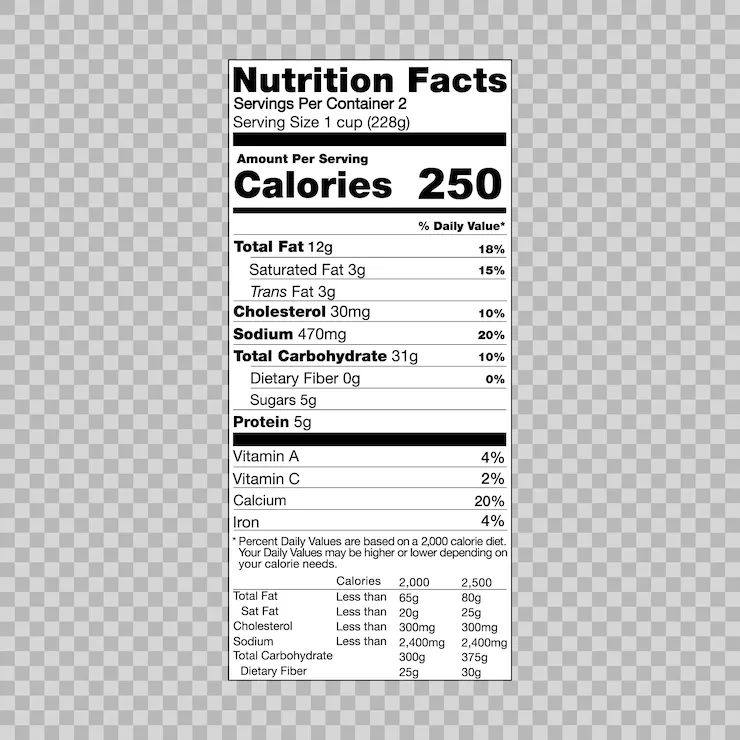 Nutrition Facts
Servings Per Container 2
Serving Size 1 cup (228g)
Amount Per Serving
Calories 250
% Daily Value*
Total Fat 12g 18%
Saturated Fat 3g 15%
Trans Fat 3g
Cholesterol 30mg 10%
Sodium 470mg 20%
Total Carbohydrate 31g 10%
Dietary Fiber 0g 0%
Sugars 5g
Protein 5g
Vitamin A 4%
Vitamin C 2%
Calcium 20%
Iron 4%
* Percent Daily Values are based on a 2,000 calorie diet.
Your Daily Values may be higher or lower depending on
your calorie needs.
Calories 2,000 2,500
Total Fat Less than 65g 80g
Sat Fat Less than 20g 25g
Cholesterol Less than 300mg 300mg
Sodium Less than 2,400mg 2,400mg
Total Carbohydrate 300g 375g
Dietary Fiber 25g 30g